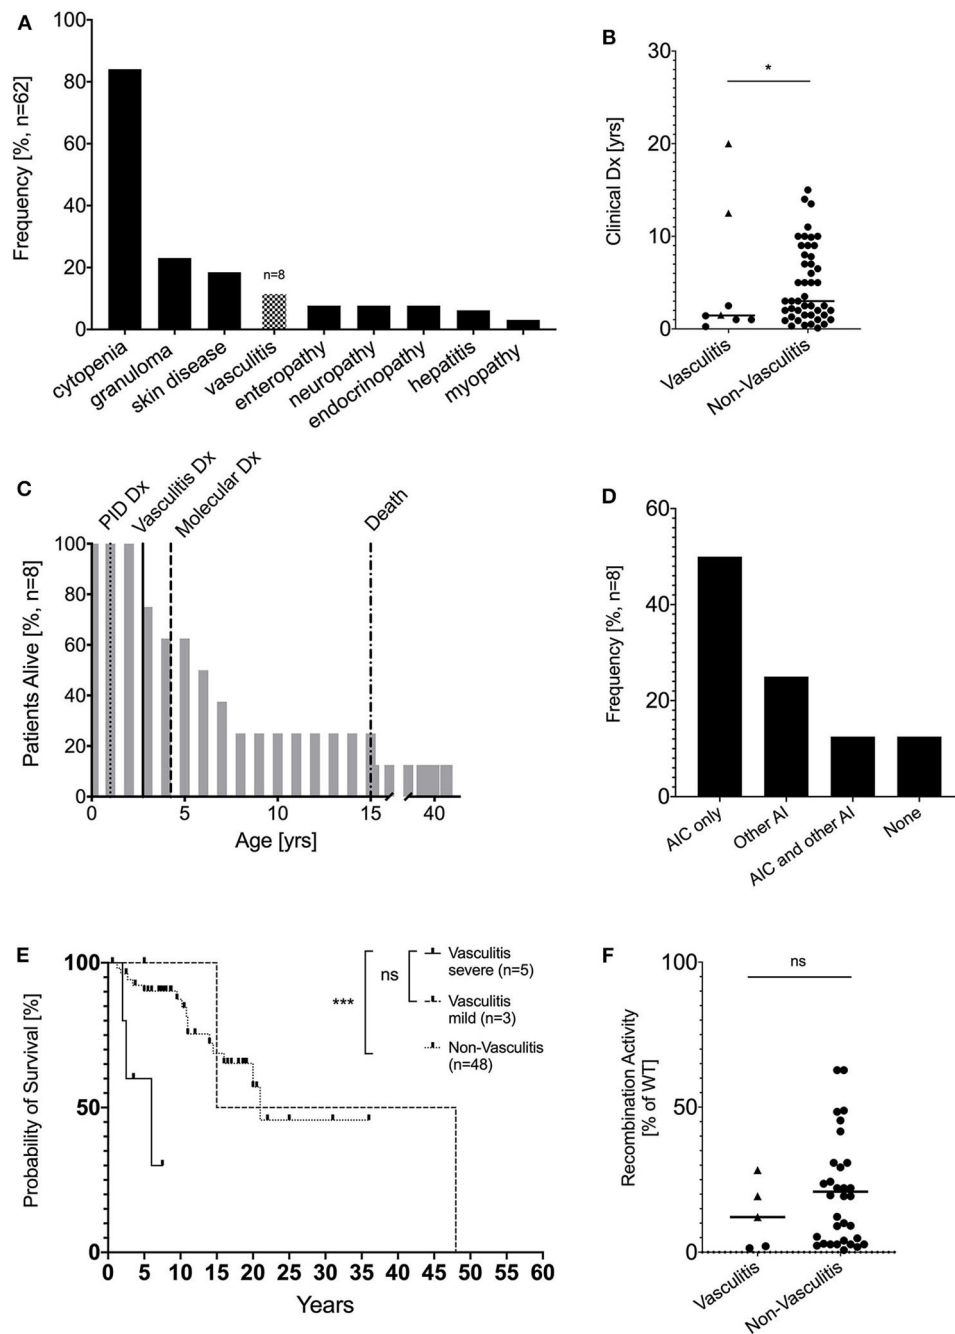 A
Frequency [%, n=62]
100
80
60
40
20
0
n=8
cytopenia
granuloma
skin disease
vasculitis
enteropathy
neuropathy
endocrinopathy
hepatitis
myopathy
B
Clinical Dx [yrs]
30
20
10
0
*
Vasculitis
Non-Vasculitis
C
PID Dx
Vasculitis Dx
Molecular Dx
Death
Patients Alive [%, n=8]
100
80
60
40
20
0
0 5 10 15 40
Age [yrs]
D
Frequency [%, n=8]
60
40
20
0
AIC only
Other AI
AIC and other AI
None
E
Probability of Survival [%]
100
50
0
0 5 10 15 20 25 30 35 40 45 48 50 60
Years
***
ns
Vasculitis
severe (n=5)
Vasculitis
mild (n=3)
Non-Vasculitis
(n=48)
F
Recombination Activity
[% of WT]
100
50
0
ns
Vasculitis
Non-Vasculitis